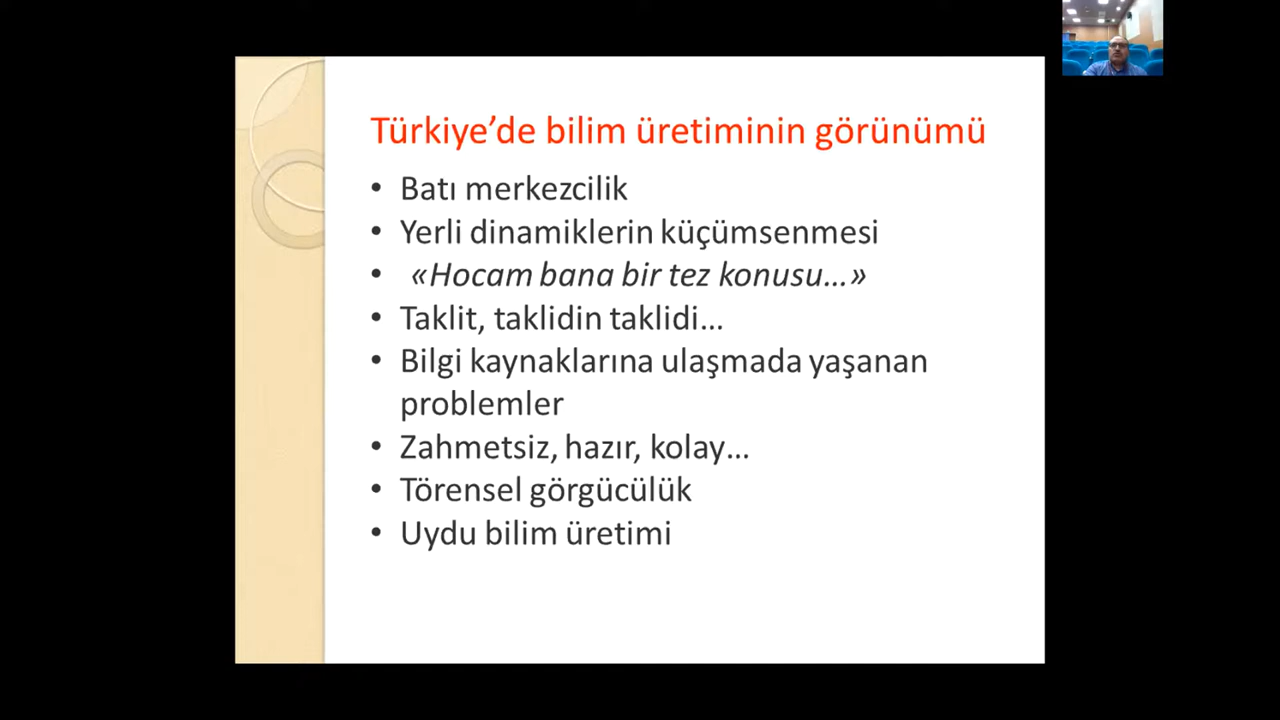 Türkiye’de bilim üretiminin görünümü
• Batı merkezcilik
• Yerli dinamiklerin küçümsenmesi
• «Hocam bana bir tez konusu…»
• Taklit, taklidin taklidi…
• Bilgi kaynaklarına ulaşmada yaşanan
problemler
• Zahmetsiz, hazır, kolay…
• Törensel görgücülük
• Uydu bilim üretimi